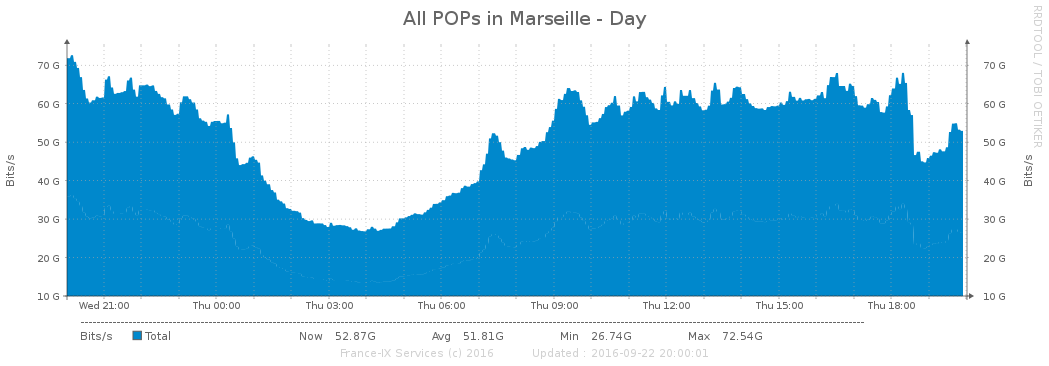 All POPs in Marseille - Day
RRDTOOL / TOBI OETIKER
Bits/s
70 G
60 G
50 G
40 G
30 G
20 G
10 G
70 G
60 G
50 G
40 G
30 G
20 G
10 G
Bits/s
Wed 21:00 Thu 00:00 Thu 03:00 Thu 06:00 Thu 09:00 Thu 12:00 Thu 15:00 Thu 18:00
Bits/s Total Now 52.87G Avg 51.81G Min 26.74G Max 72.54G
France-IX Services (c) 2016 Updated : 2016-09-22 20:00:01